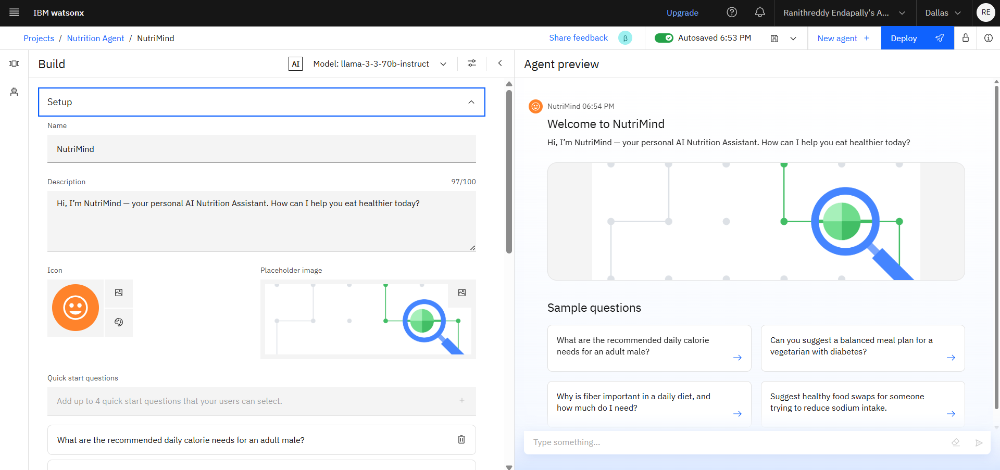 IBM watsonx
Upgrade
Ranithreddy Endapally's A...
Dallas
RE
Projects / Nutrition Agent / NutriMind
Share feedback
β
Autosaved 6:53 PM
New agent +
Deploy
Build
AI
Model: llama-3-3-70b-instruct
Setup
Name
NutriMind
Description
97/100
Hi, I’m NutriMind — your personal AI Nutrition Assistant. How can I help you eat healthier today?
Icon
Placeholder image
Quick start questions
Add up to 4 quick start questions that your users can select.
What are the recommended daily calorie needs for an adult male?
Agent preview
NutriMind 06:54 PM
Welcome to NutriMind
Hi, I’m NutriMind — your personal AI Nutrition Assistant. How can I help you eat healthier today?
Sample questions
What are the recommended daily calorie
needs for an adult male?
Can you suggest a balanced meal plan for a
vegetarian with diabetes?
Why is fiber important in a daily diet, and
how much do I need?
Suggest healthy food swaps for someone
trying to reduce sodium intake.
Type something...